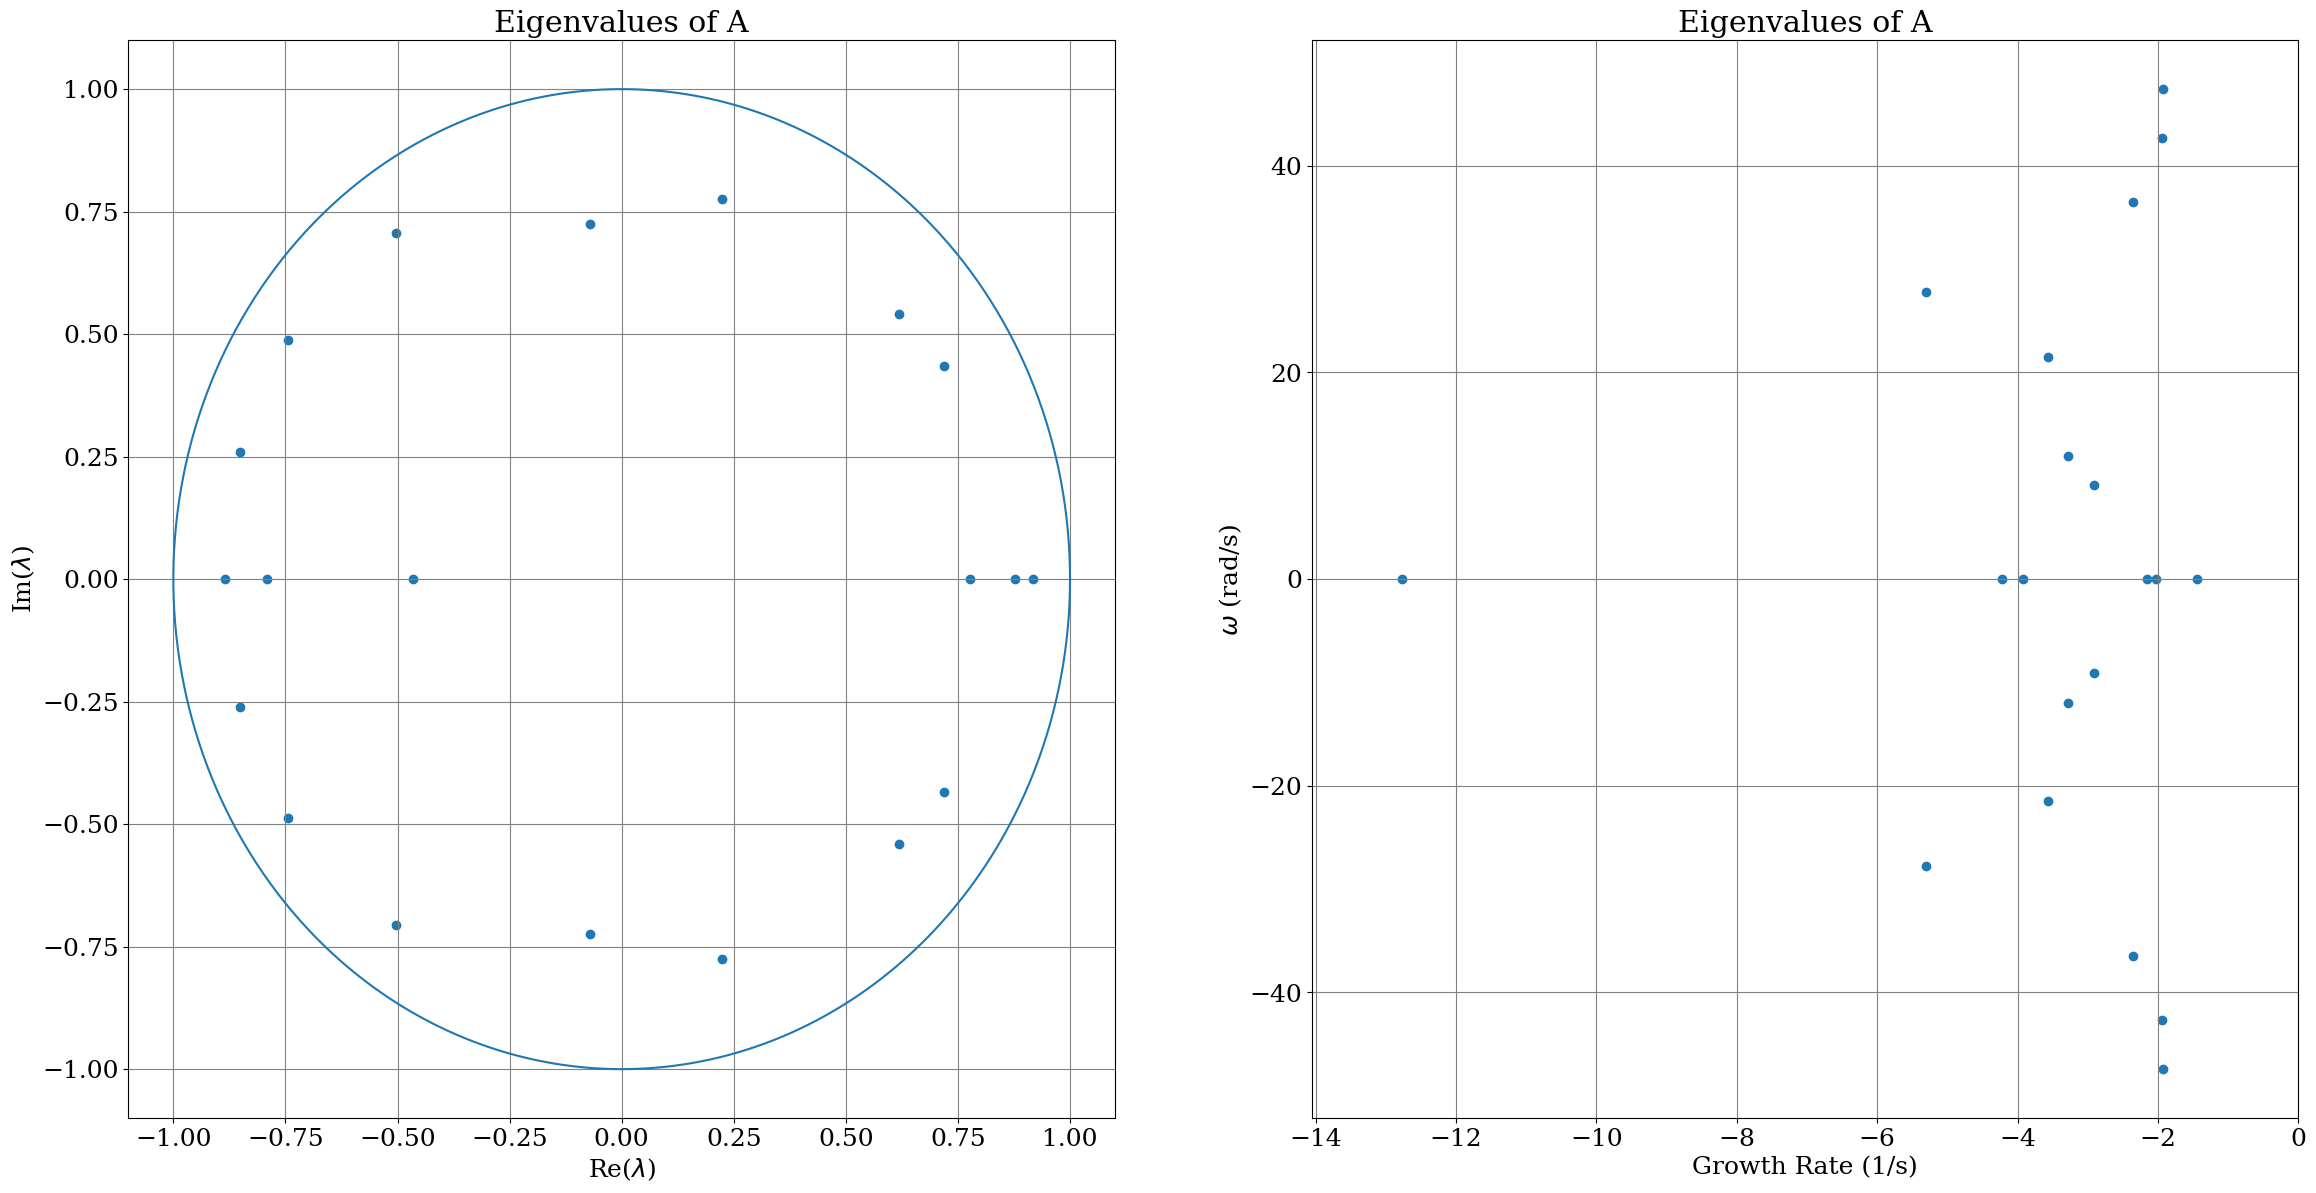 Eigenvalues of A
1.00
0.75
0.50
0.25
0.00
−0.25
−0.50
−0.75
−1.00
Im(λ)
−1.00 −0.75 −0.50 −0.25 0.00 0.25 0.50 0.75 1.00
Re(λ)
Eigenvalues of A
40
20
0
−20
−40
ω (rad/s)
−14 −12 −10 −8 −6 −4 −2 0
Growth Rate (1/s)